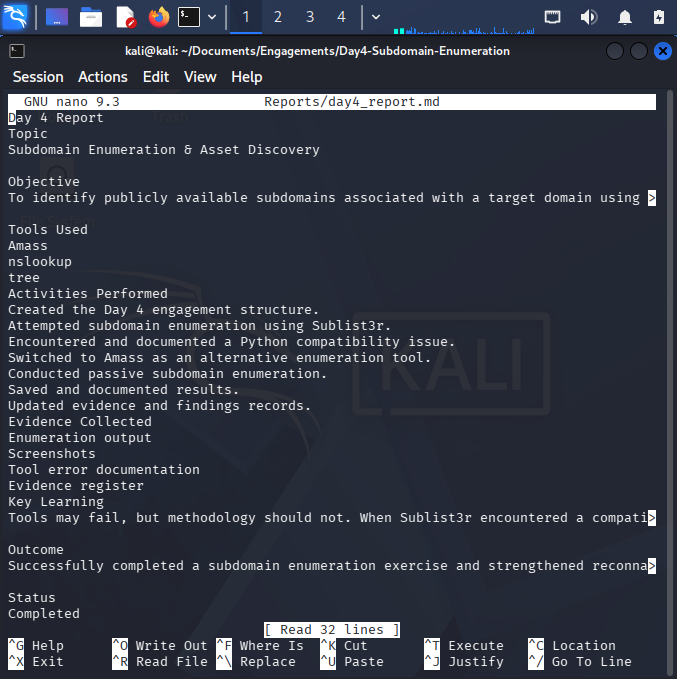 1 2 3 4
kali@kali: ~/Documents/Engagements/Day4-Subdomain-Enumeration
Session Actions Edit View Help
GNU nano 9.3 Reports/day4_report.md
Day 4 Report
Topic
Subdomain Enumeration & Asset Discovery
Objective
To identify publicly available subdomains associated with a target domain using >
Tools Used
Amass
nslookup
tree
Activities Performed
Created the Day 4 engagement structure.
Attempted subdomain enumeration using Sublist3r.
Encountered and documented a Python compatibility issue.
Switched to Amass as an alternative enumeration tool.
Conducted passive subdomain enumeration.
Saved and documented results.
Updated evidence and findings records.
Evidence Collected
Enumeration output
Screenshots
Tool error documentation
Evidence register
Key Learning
Tools may fail, but methodology should not. When Sublist3r encountered a compati>
Outcome
Successfully completed a subdomain enumeration exercise and strengthened reconna>
Status
Completed
KALI
[ Read 32 lines ]
^G Help ^O Write Out ^F Where Is ^K Cut ^T Execute ^C Location
^X Exit ^R Read File ^\ Replace ^U Paste ^J Justify ^/ Go To Line